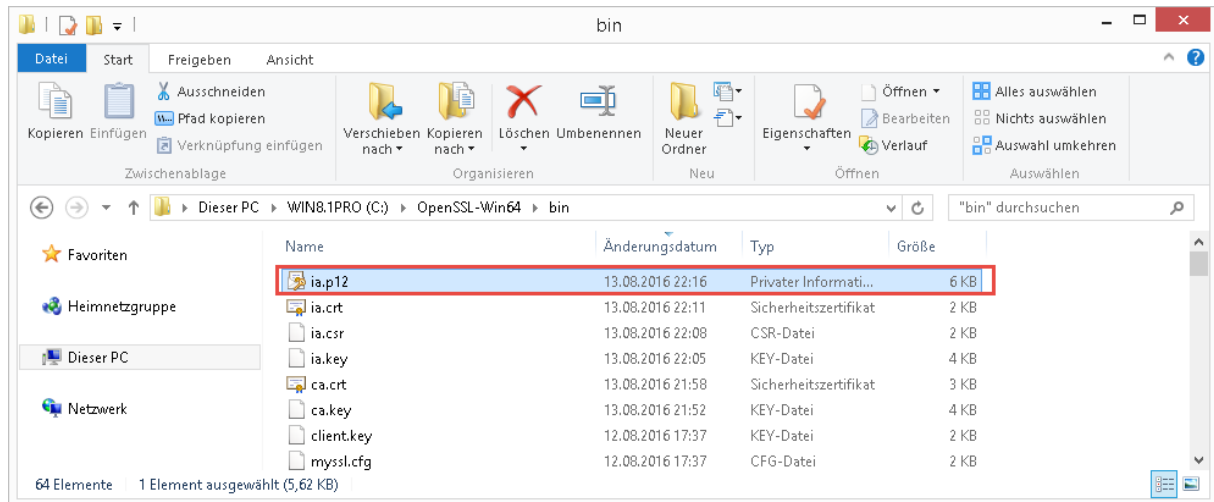 bin
Datei Start Freigeben Ansicht
Kopieren Einfügen Ausschneiden Pfad kopieren Verknüpfung einfügen
Verschieben nach Kopieren nach Löschen Umbenennen
Neuer Ordner
Eigenschaften Öffnen Bearbeiten Verlauf
Alles auswählen Nichts auswählen Auswahl umkehren
Zwischenablage Organisieren Neu Öffnen Auswählen
Dieser PC WIN8.1PRO (C:) OpenSSL-Win64 bin "bin" durchsuchen
Favoriten
Heimnetzgruppe
Dieser PC
Netzwerk
Name Änderungsdatum Typ Größe
ia.p12 13.08.2016 22:16 Privater Informati... 6 KB
ia.crt 13.08.2016 22:11 Sicherheitszertifikat 2 KB
ia.csr 13.08.2016 22:08 CSR-Datei 2 KB
ia.key 13.08.2016 22:05 KEY-Datei 4 KB
ca.crt 13.08.2016 21:58 Sicherheitszertifikat 3 KB
ca.key 13.08.2016 21:52 KEY-Datei 4 KB
client.key 12.08.2016 17:37 KEY-Datei 2 KB
myssl.cfg 12.08.2016 17:37 CFG-Datei 2 KB
64 Elemente 1 Element ausgewählt (5,62 KB)